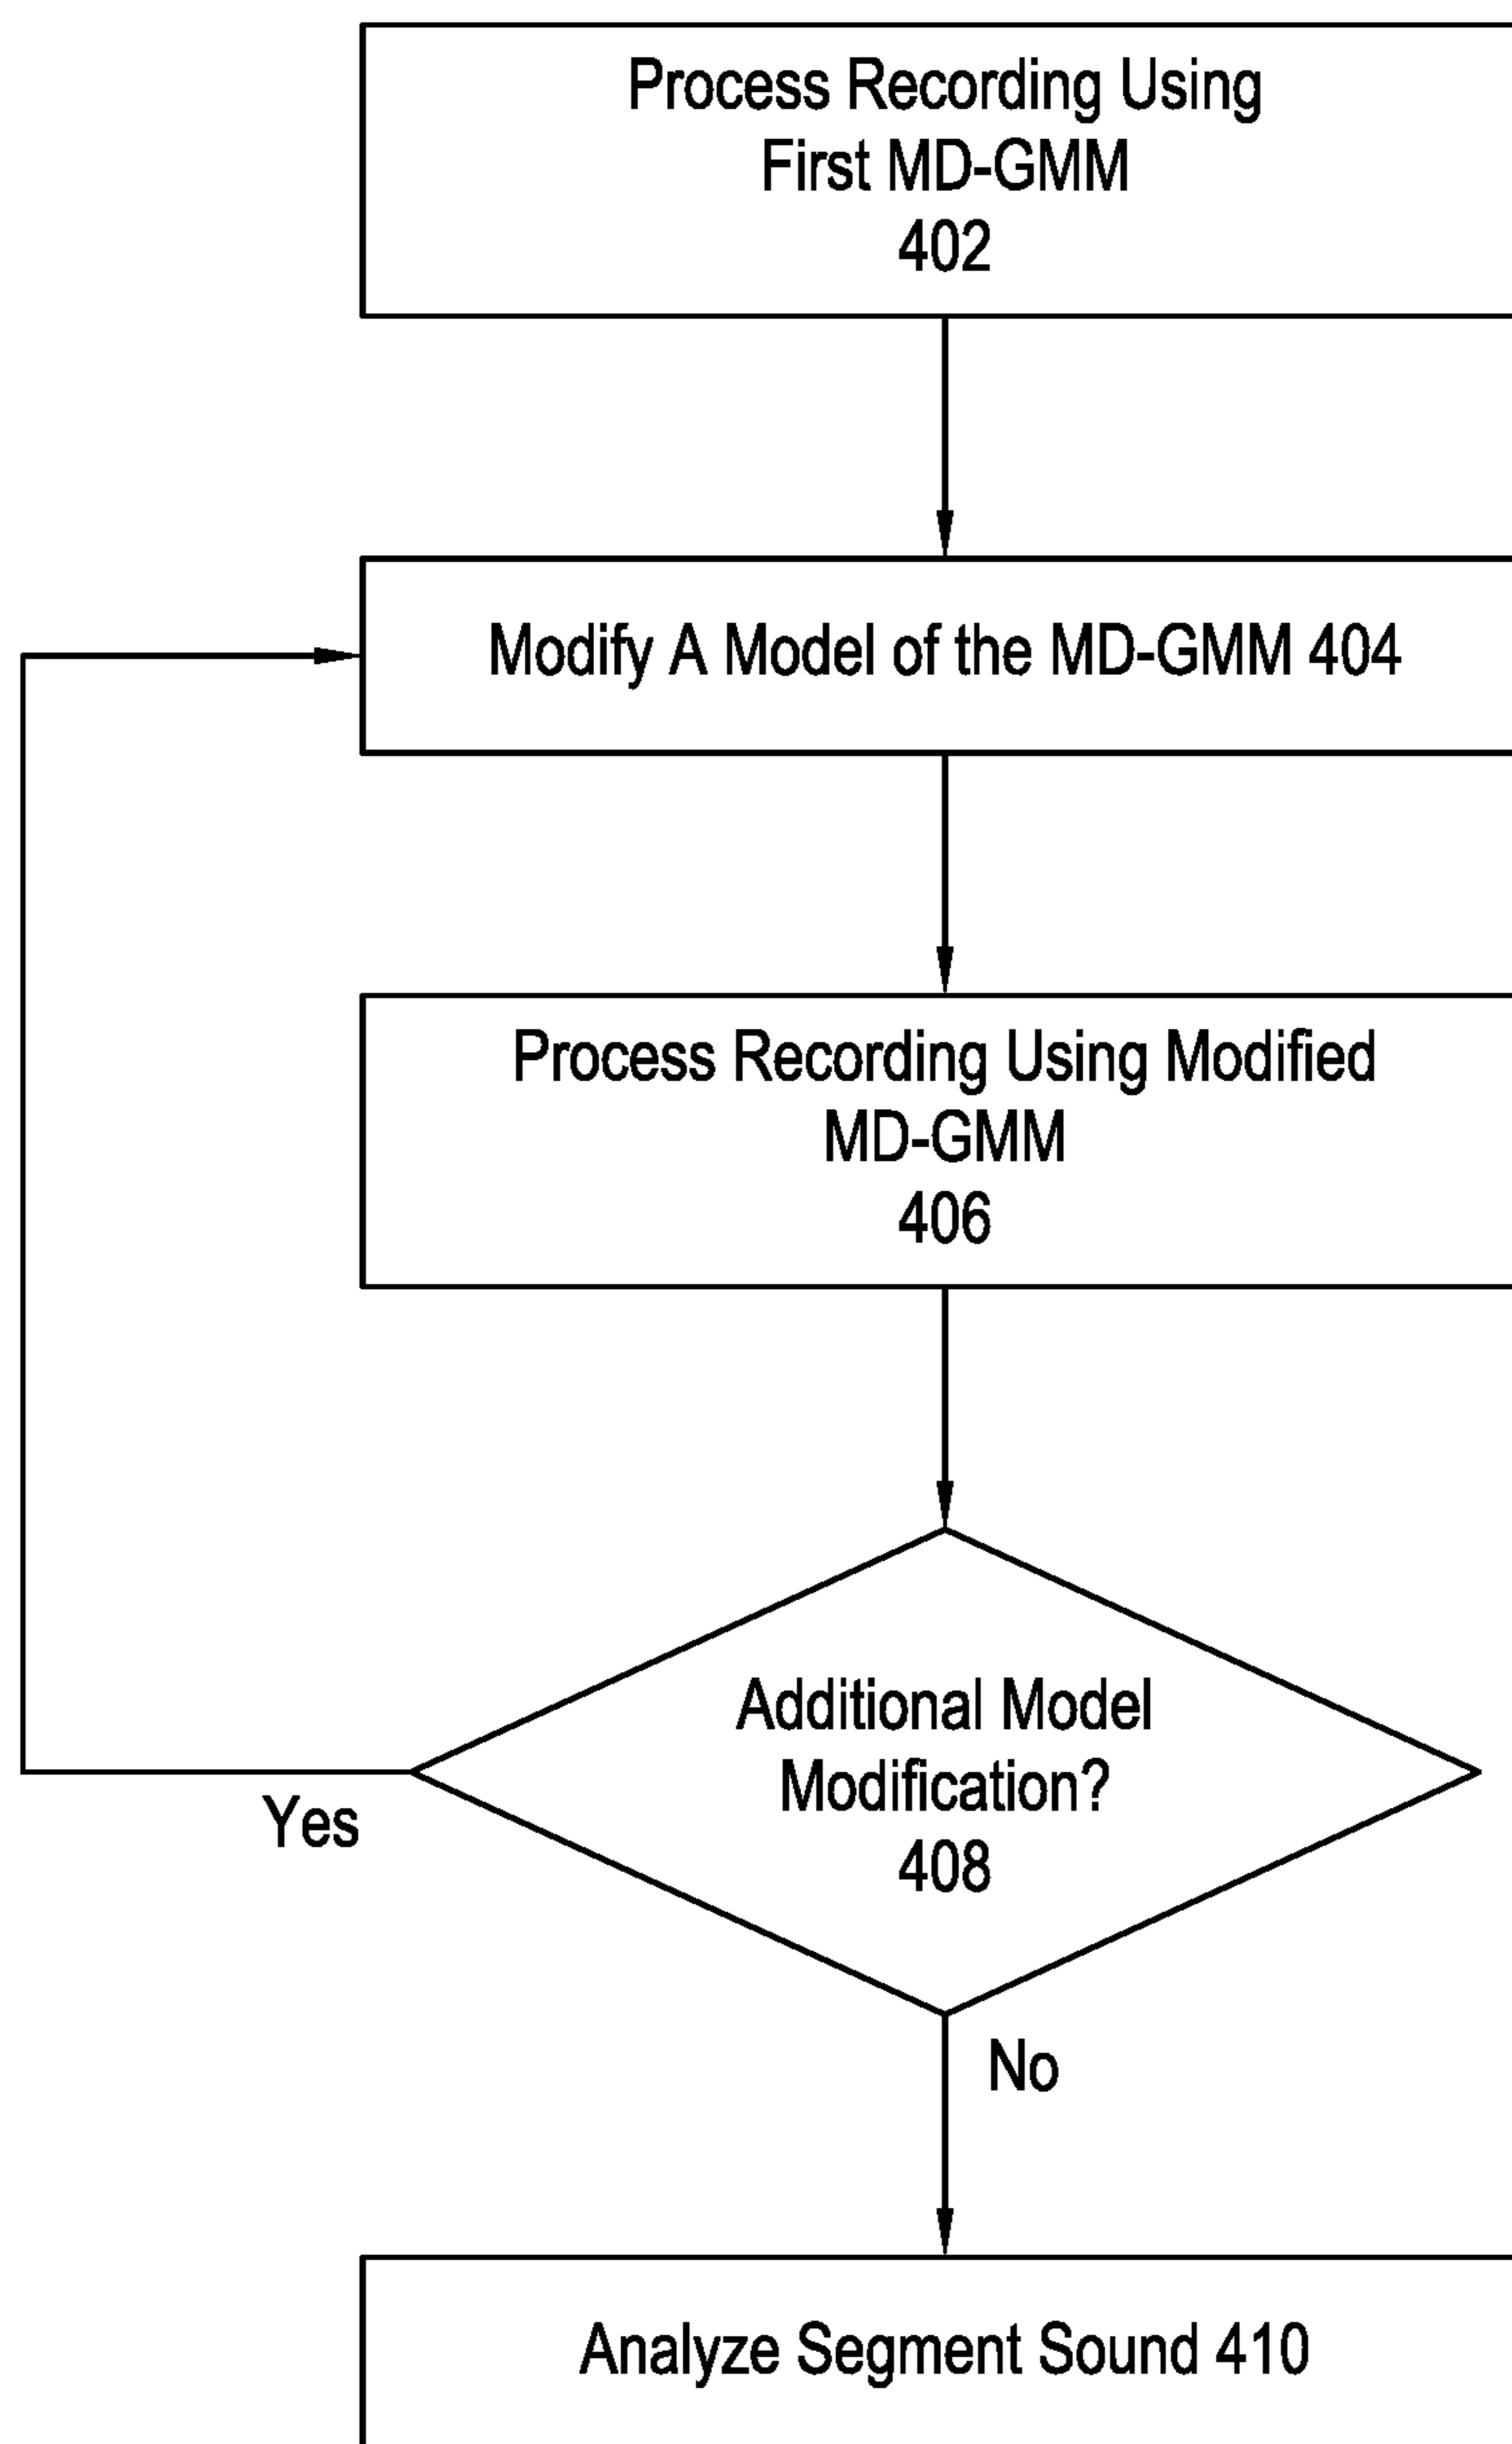 Process Recording Using
First MD-GMM
402
Modify A Model of the MD-GMM 404
Process Recording Using Modified
MD-GMM
406
Additional Model
Modification?
408
Yes
No
Analyze Segment Sound 410